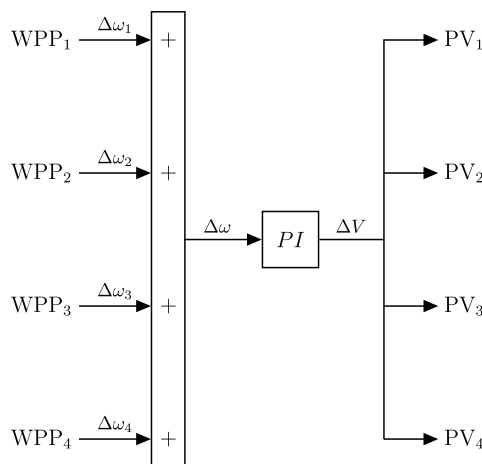 WPP₁ Δω₁ + PV₁
WPP₂ Δω₂ + PV₂
Δω PI ΔV
WPP₃ Δω₃ + PV₃
WPP₄ Δω₄ + PV₄